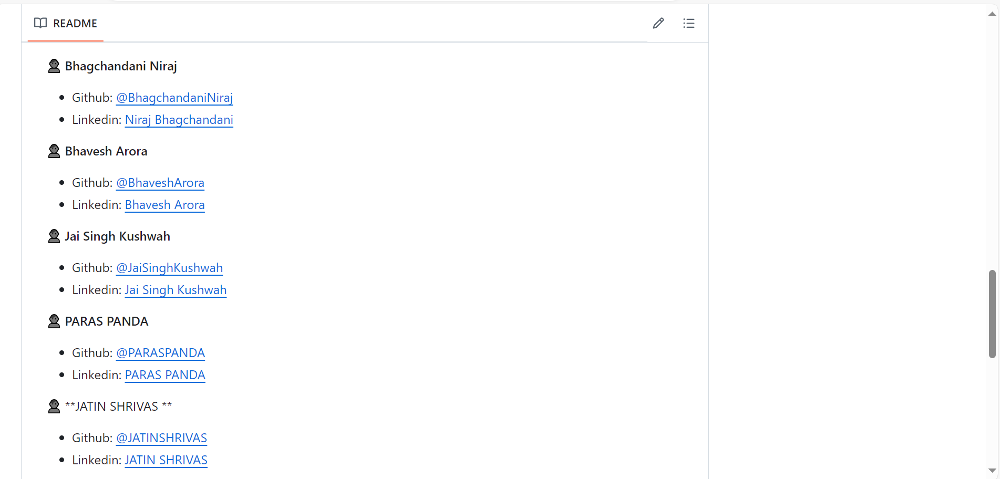 README
Bhagchandani Niraj
Github: @BhagchandaniNiraj
Linkedin: Niraj Bhagchandani
Bhavesh Arora
Github: @BhaveshArora
Linkedin: Bhavesh Arora
Jai Singh Kushwah
Github: @JaiSinghKushwah
Linkedin: Jai Singh Kushwah
PARAS PANDA
Github: @PARASPANDA
Linkedin: PARAS PANDA
**JATIN SHRIVAS **
Github: @JATINSHRIVAS
Linkedin: JATIN SHRIVAS